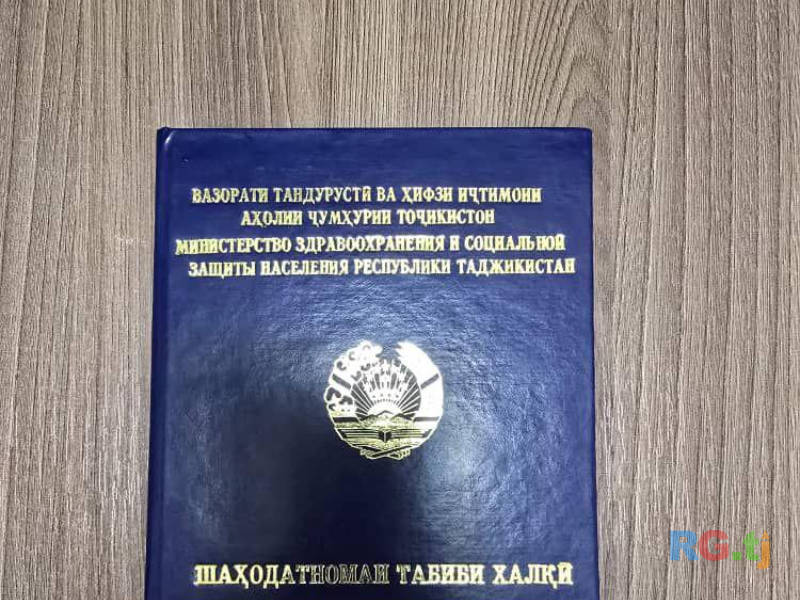 ВАЗОРАТИ ТАНДУРУСТӢ ВА ҲИФЗИ ИҶТИМОИИ
АҲОЛИИ ҶУМҲУРИИ ТОҶИКИСТОН
МИНИСТЕРСТВО ЗДРАВООХРАНЕНИЯ И СОЦИАЛЬНОЙ
ЗАЩИТЫ НАСЕЛЕНИЯ РЕСПУБЛИКИ ТАДЖИКИСТАН
ШАҲОДАТНОМАИ ТАБИБИ ХАЛҚӢ
RG.tj